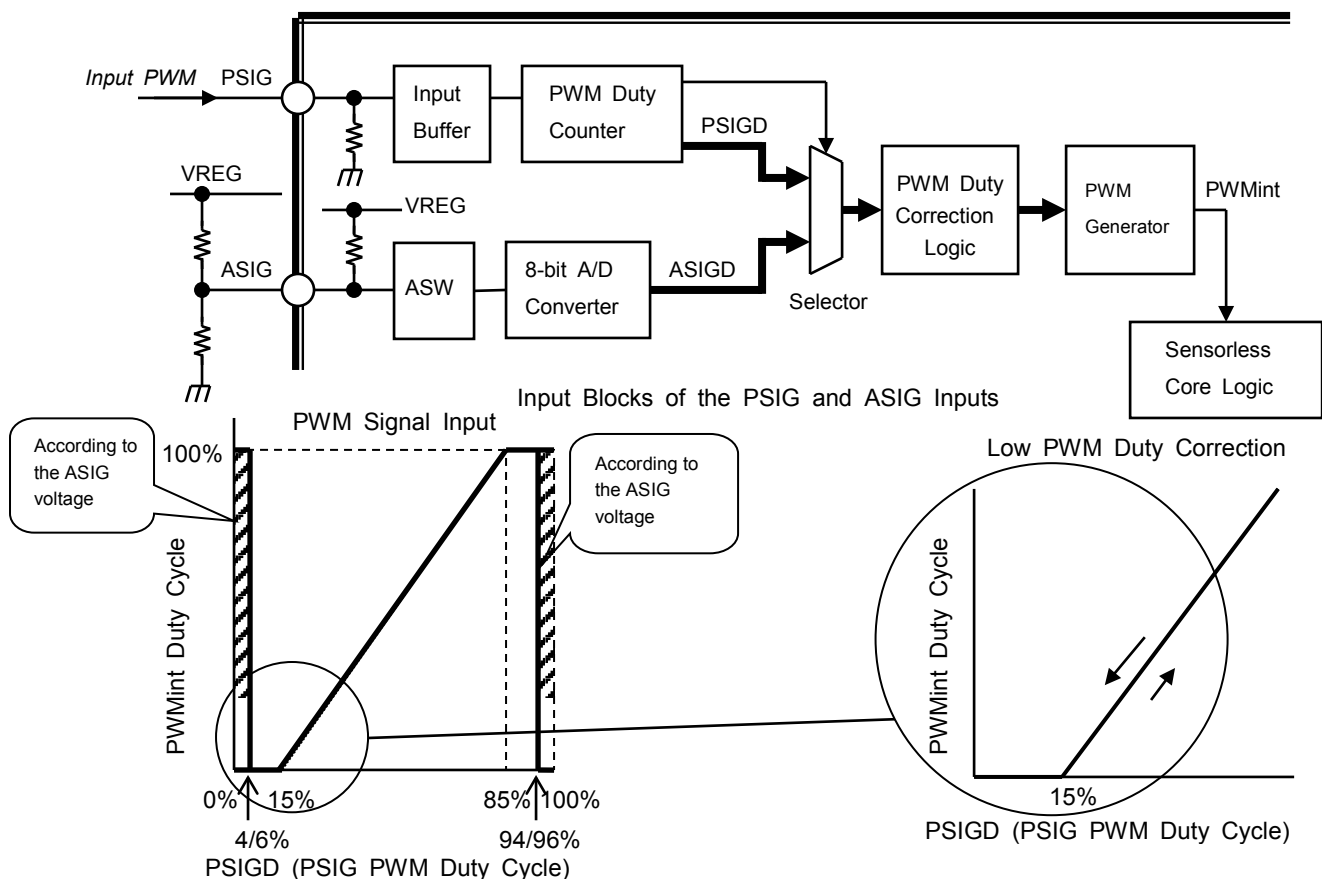 Input PWM
PSIG
Input
Buffer
PWM Duty
Counter
PSIGD
VREG
VREG
ASIG
ASW
8-bit A/D
Converter
ASIGD
Selector
PWM Duty
Correction
Logic
PWM
Generator
PWMint
Sensorless
Core Logic
Input Blocks of the PSIG and ASIG Inputs
PWM Signal Input
According to
the ASIG
voltage
100%
According to
the ASIG
voltage
PWMint Duty Cycle
0%
15%
85%
100%
4/6%
94/96%
PSIGD (PSIG PWM Duty Cycle)
Low PWM Duty Correction
PWMint Duty Cycle
15%
PSIGD (PSIG PWM Duty Cycle)